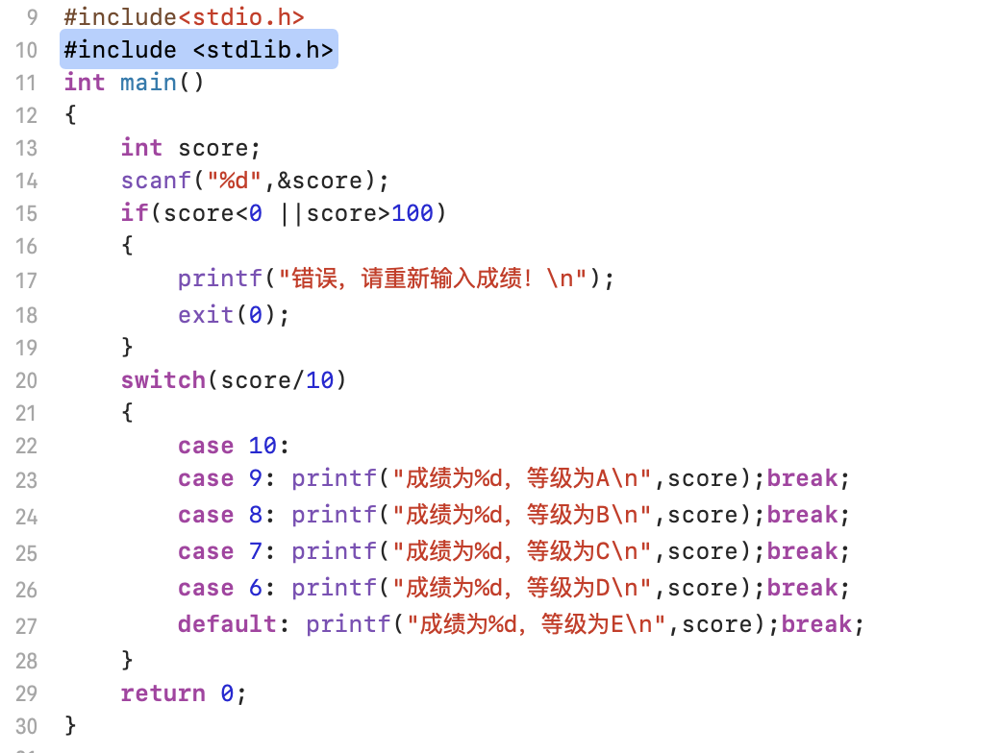 9 #include<stdio.h>
10 #include <stdlib.h>
11 int main()
12 {
13     int score;
14     scanf("%d",&score);
15     if(score<0 ||score>100)
16     {
17         printf("错误，请重新输入成绩！\n");
18         exit(0);
19     }
20     switch(score/10)
21     {
22         case 10:
23         case 9: printf("成绩为%d，等级为A\n",score);break;
24         case 8: printf("成绩为%d，等级为B\n",score);break;
25         case 7: printf("成绩为%d，等级为C\n",score);break;
26         case 6: printf("成绩为%d，等级为D\n",score);break;
27         default: printf("成绩为%d，等级为E\n",score);break;
28     }
29     return 0;
30 }